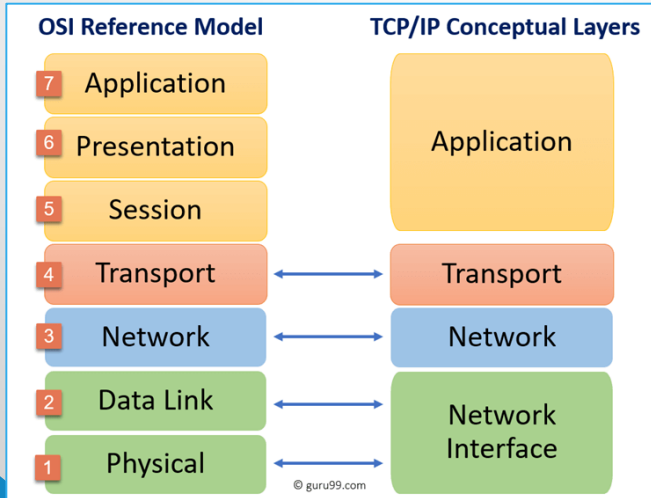 OSI Reference Model
TCP/IP Conceptual Layers
7 Application
6 Presentation
5 Session
Application
4 Transport
Transport
3 Network
Network
2 Data Link
1 Physical
Network
Interface
© guru99.com